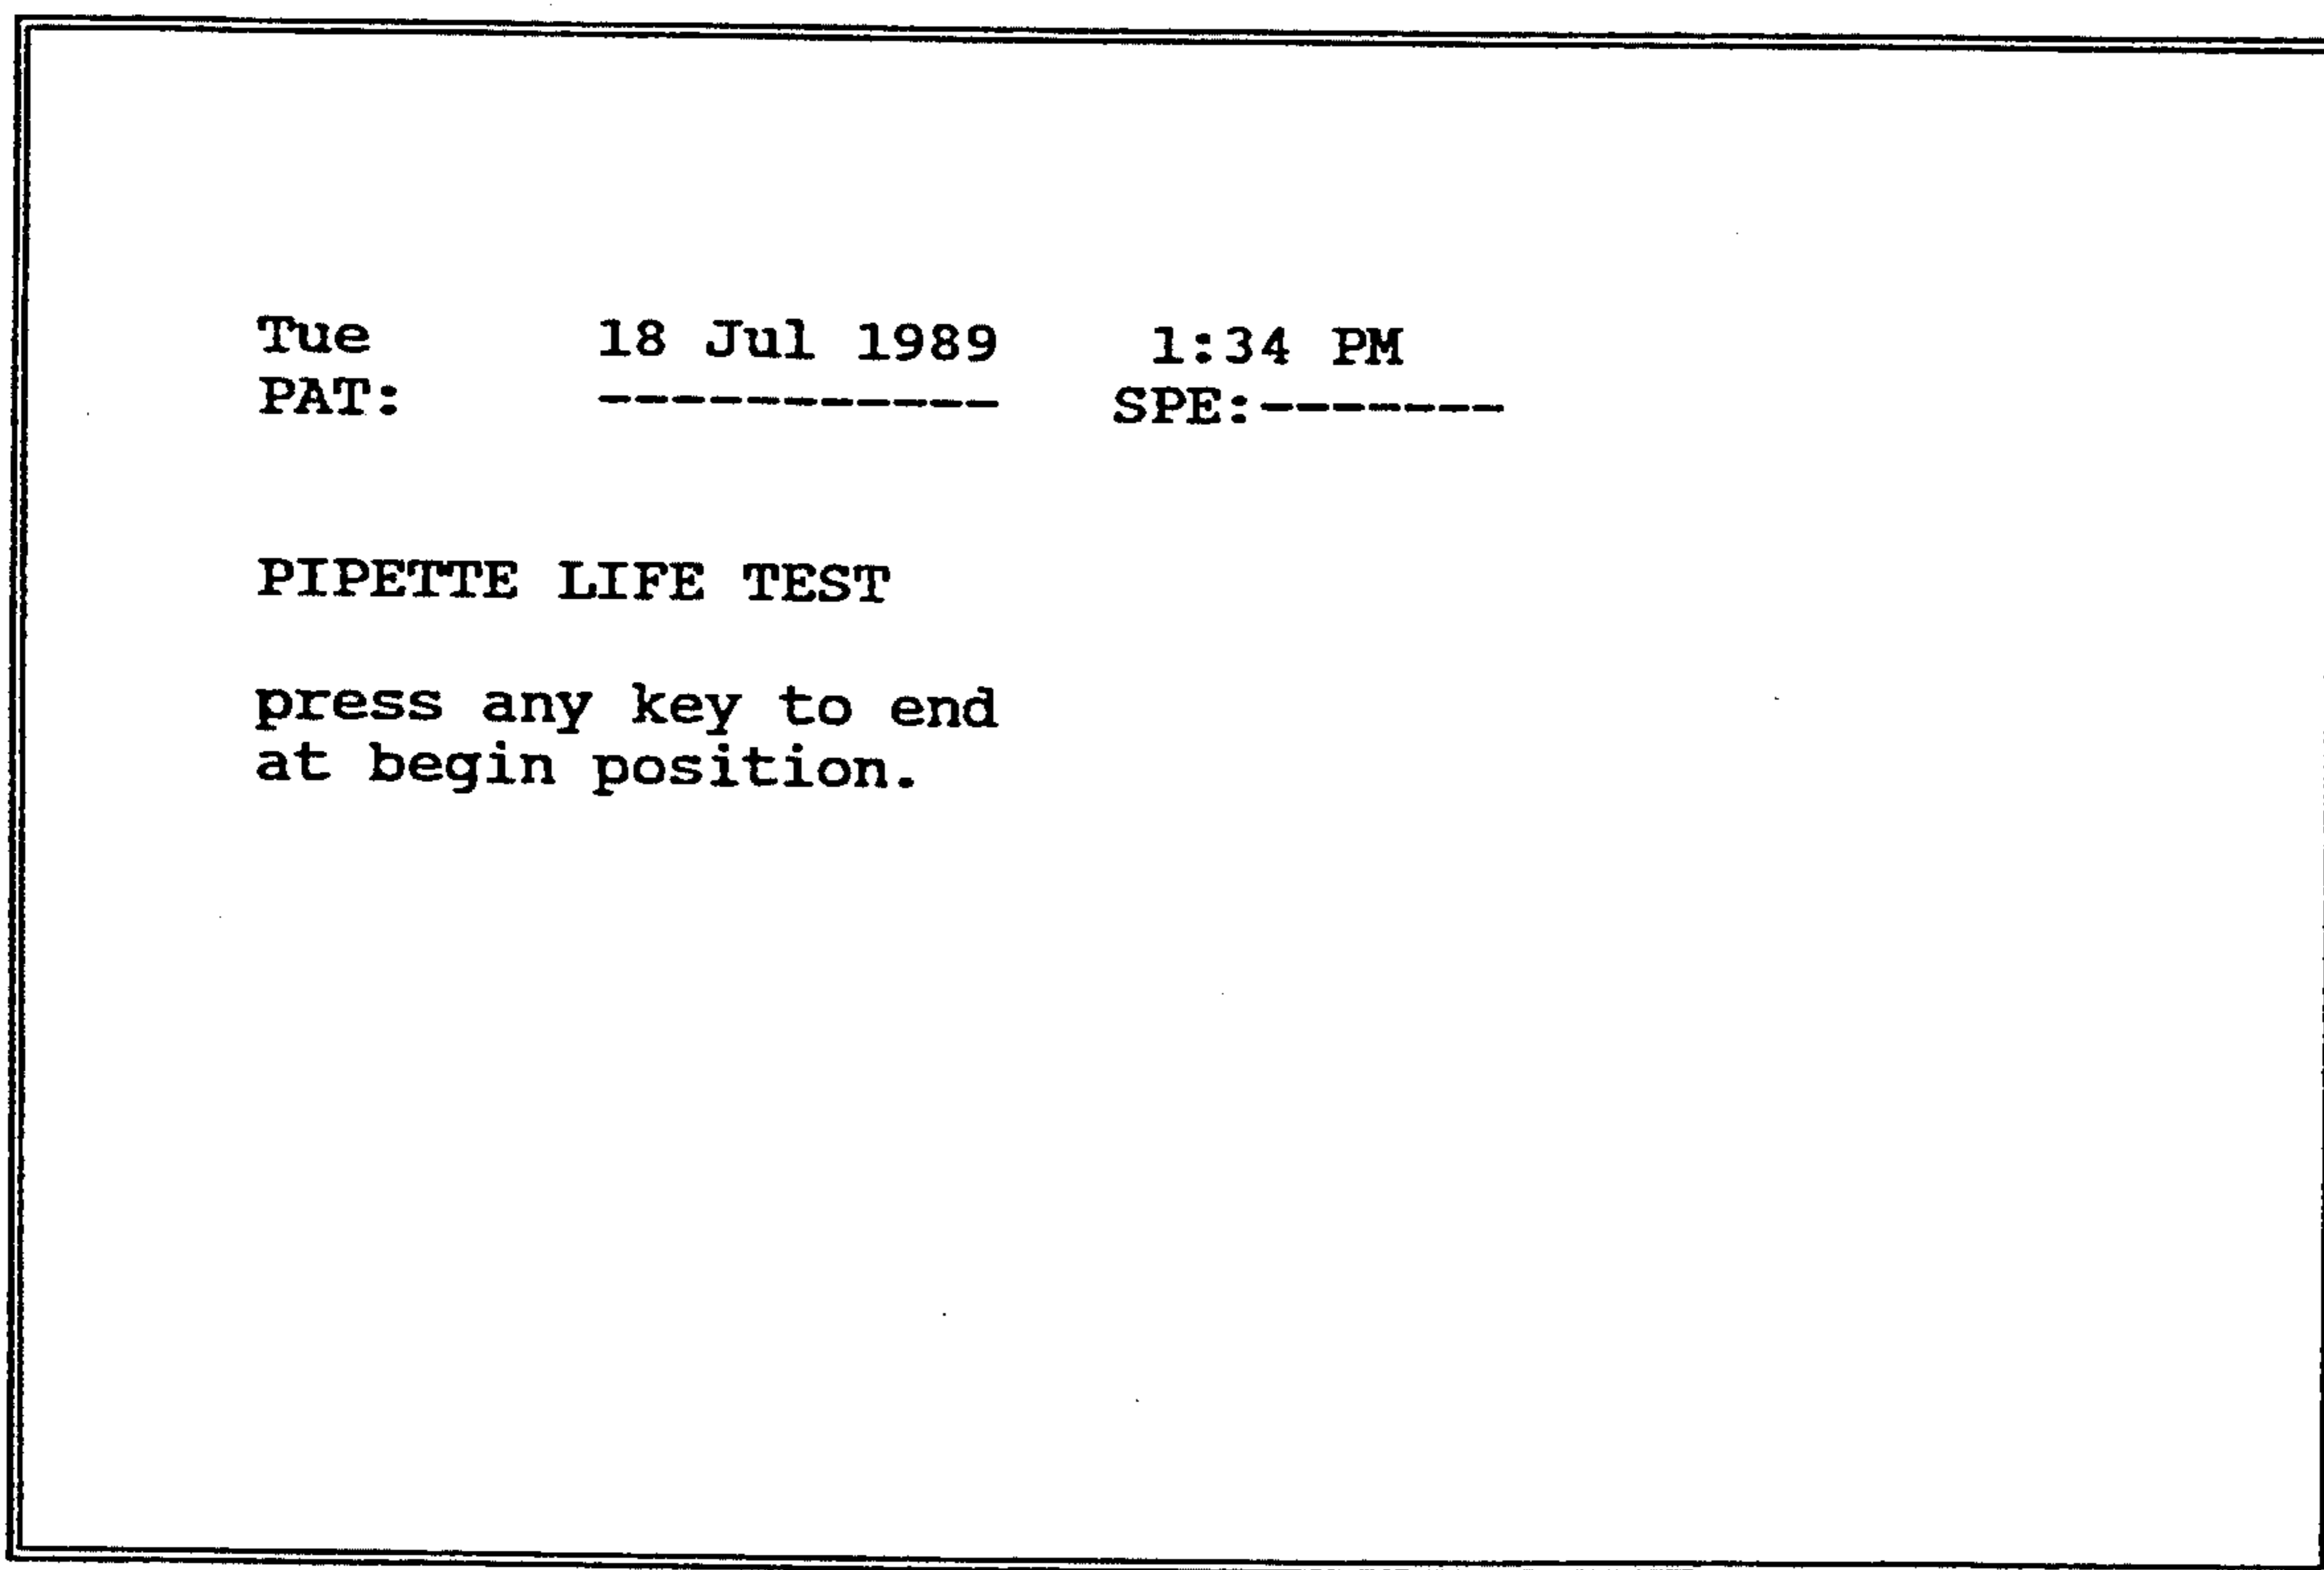 Tue 18 Jul 1989 1:34 PM
PAT: ----------- SPE:-------
PIPETTE LIFE TEST
press any key to end
at begin position.